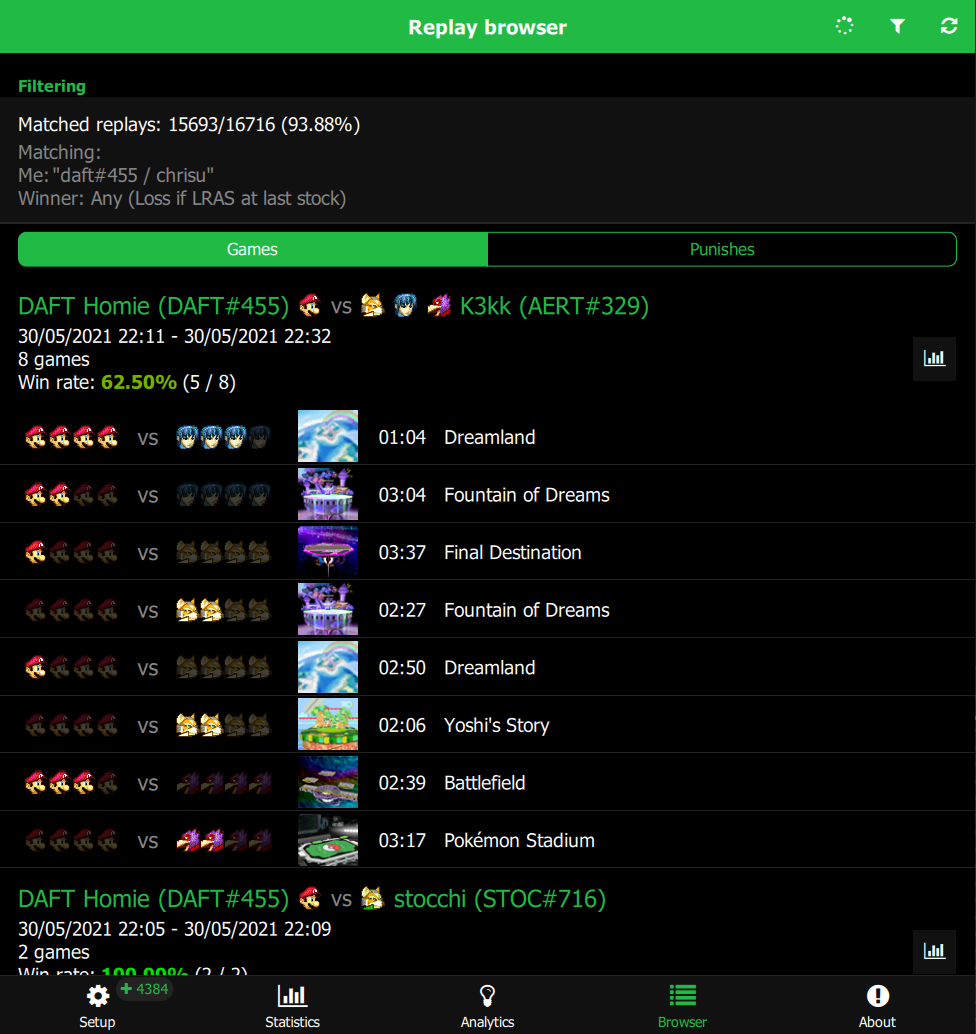 Replay browser
Filtering
Matched replays: 15693/16716 (93.88%)
Matching:
Me: "daft#455 / chrisu"
Winner: Any (Loss if LRAS at last stock)
Games
Punishes
DAFT Homie (DAFT#455) vs K3kk (AERT#329)
30/05/2021 22:11 - 30/05/2021 22:32
8 games
Win rate: 62.50% (5 / 8)
vs 01:04 Dreamland
vs 03:04 Fountain of Dreams
vs 03:37 Final Destination
vs 02:27 Fountain of Dreams
vs 02:50 Dreamland
vs 02:06 Yoshi's Story
vs 02:39 Battlefield
vs 03:17 Pokémon Stadium
DAFT Homie (DAFT#455) vs stocchi (STOC#716)
30/05/2021 22:05 - 30/05/2021 22:09
2 games
Win rate: 100.00% (2 / 2)
+ 4384
Setup
Statistics
Analytics
Browser
About